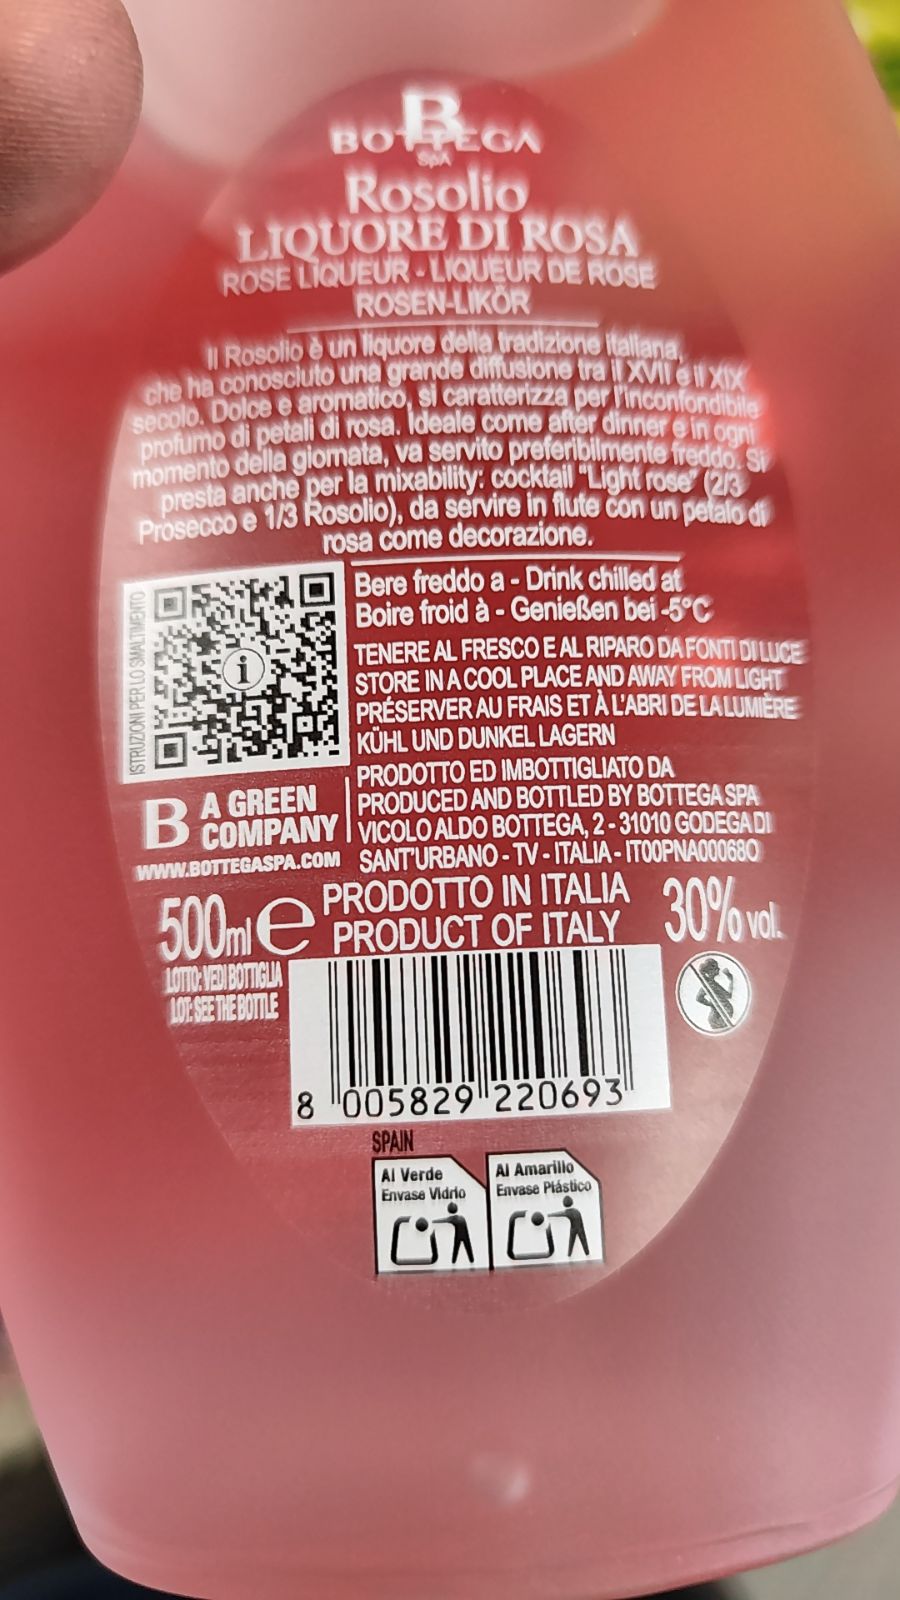 B
BOTTEGA
SpA
Rosolio
LIQUORE DI ROSA
ROSE LIQUEUR - LIQUEUR DE ROSE
ROSEN-LIKÖR
Il Rosolio è un liquore della tradizione italiana,
che ha conosciuto una grande diffusione tra il XVII e il XIX
secolo. Dolce e aromatico, si caratterizza per l'inconfondibile
profumo di petali di rosa. Ideale come after dinner e in ogni
momento della giornata, va servito preferibilmente freddo. Si
presta anche per la mixability: cocktail "Light rose" (2/3
Prosecco e 1/3 Rosolio), da servire in flute con un petalo di
rosa come decorazione.
ISTRUZIONI PER LO SMALTIMENTO
i
Bere freddo a - Drink chilled at
Boire froid à - Genießen bei -5°C
TENERE AL FRESCO E AL RIPARO DA FONTI DI LUCE
STORE IN A COOL PLACE AND AWAY FROM LIGHT
PRÉSERVER AU FRAIS ET À L'ABRI DE LA LUMIÈRE
KÜHL UND DUNKEL LAGERN
B A GREEN
COMPANY
WWW.BOTTEGASPA.COM
PRODOTTO ED IMBOTTIGLIATO DA
PRODUCED AND BOTTLED BY BOTTEGA SPA
VICOLO ALDO BOTTEGA, 2 - 31010 GODEGA DI
SANT'URBANO - TV - ITALIA - IT00PNA000680
500ml e PRODOTTO IN ITALIA 30% vol.
PRODUCT OF ITALY
LOTTO: VEDI BOTTIGLIA
LOT: SEE THE BOTTLE
8 005829 220693
SPAIN
Al Verde
Envase Vidrio
Al Amarillo
Envase Plástico